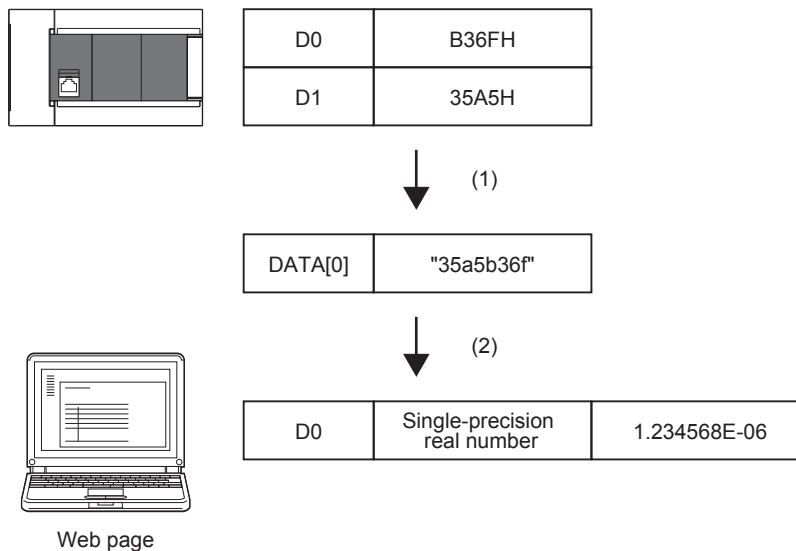 D0 B36FH
D1 35A5H
(1)
DATA[0] "35a5b36f"
(2)
D0 Single-precision real number 1.234568E-06
Web page